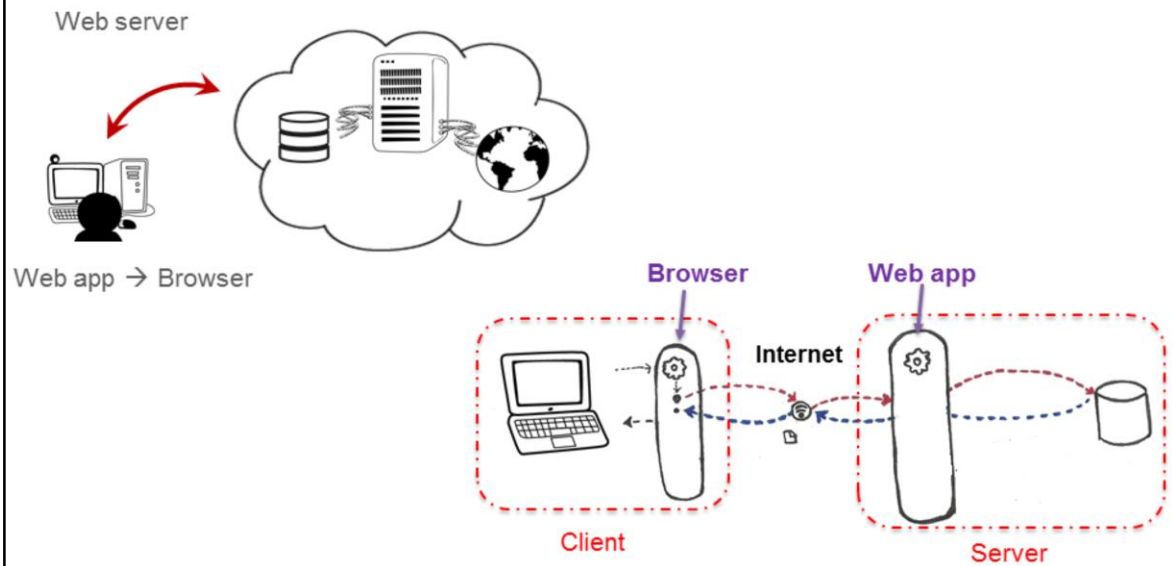 Web server
Web app → Browser
Browser
Web app
Internet
Client
Server